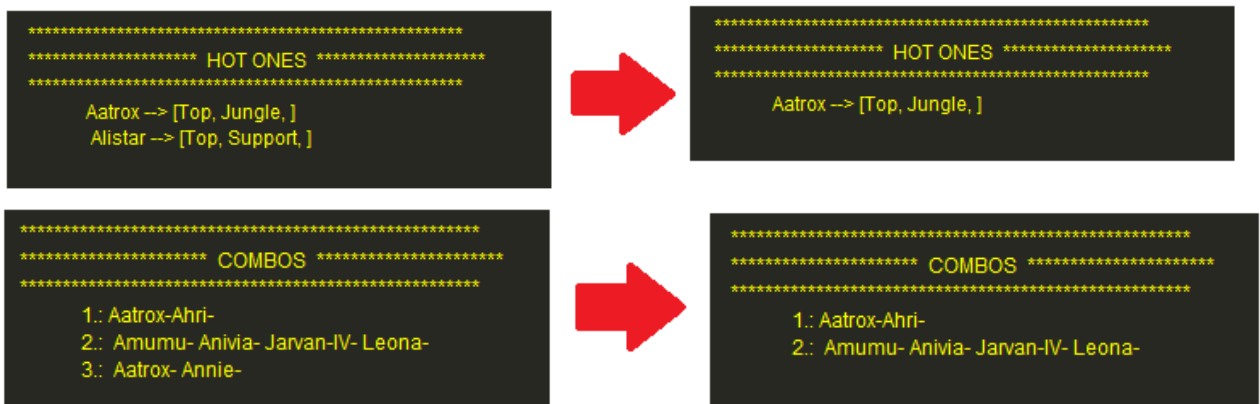 ******************************************************
********************* HOT ONES *********************
******************************************************
Aatrox --> [Top, Jungle, ]
Alistar --> [Top, Support, ]
******************************************************
********************* HOT ONES *********************
******************************************************
Aatrox --> [Top, Jungle, ]
******************************************************
********************** COMBOS **********************
******************************************************
1.: Aatrox-Ahri-
2.: Amumu- Anivia- Jarvan-IV- Leona-
3.: Aatrox- Annie-
******************************************************
********************** COMBOS **********************
******************************************************
1.: Aatrox-Ahri-
2.: Amumu- Anivia- Jarvan-IV- Leona-